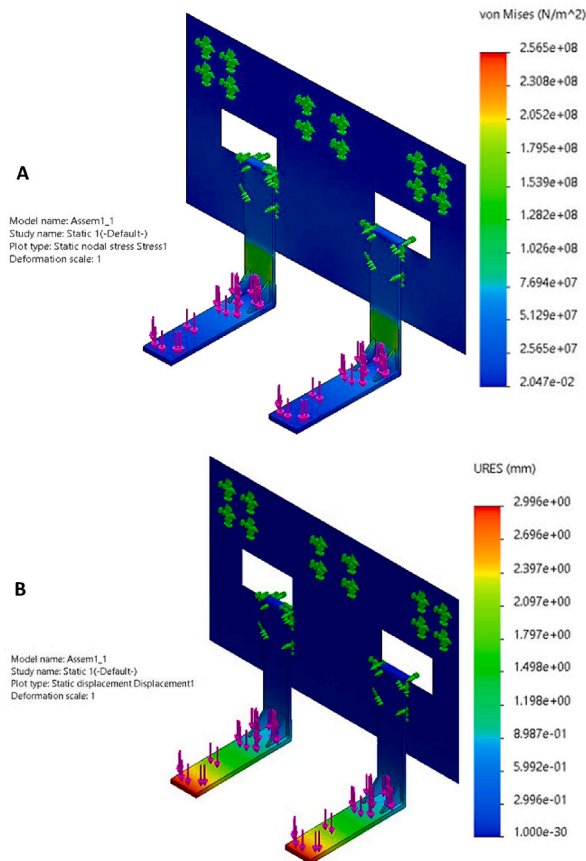 von Mises (N/m^2)
2.565e+08
2.308e+08
2.052e+08
1.795e+08
1.539e+08
1.282e+08
1.026e+08
7.694e+07
5.129e+07
2.565e+07
2.047e-02
A
Model name: Assem1_1
Study name: Static 1(-Default-)
Plot type: Static nodal stress Stress1
Deformation scale: 1
URES (mm)
2.996e+00
2.696e+00
2.397e+00
2.097e+00
1.797e+00
1.498e+00
1.198e+00
8.987e-01
5.992e-01
2.996e-01
1.000e-30
B
Model name: Assem1_1
Study name: Static 1(-Default-)
Plot type: Static displacement Displacement1
Deformation scale: 1